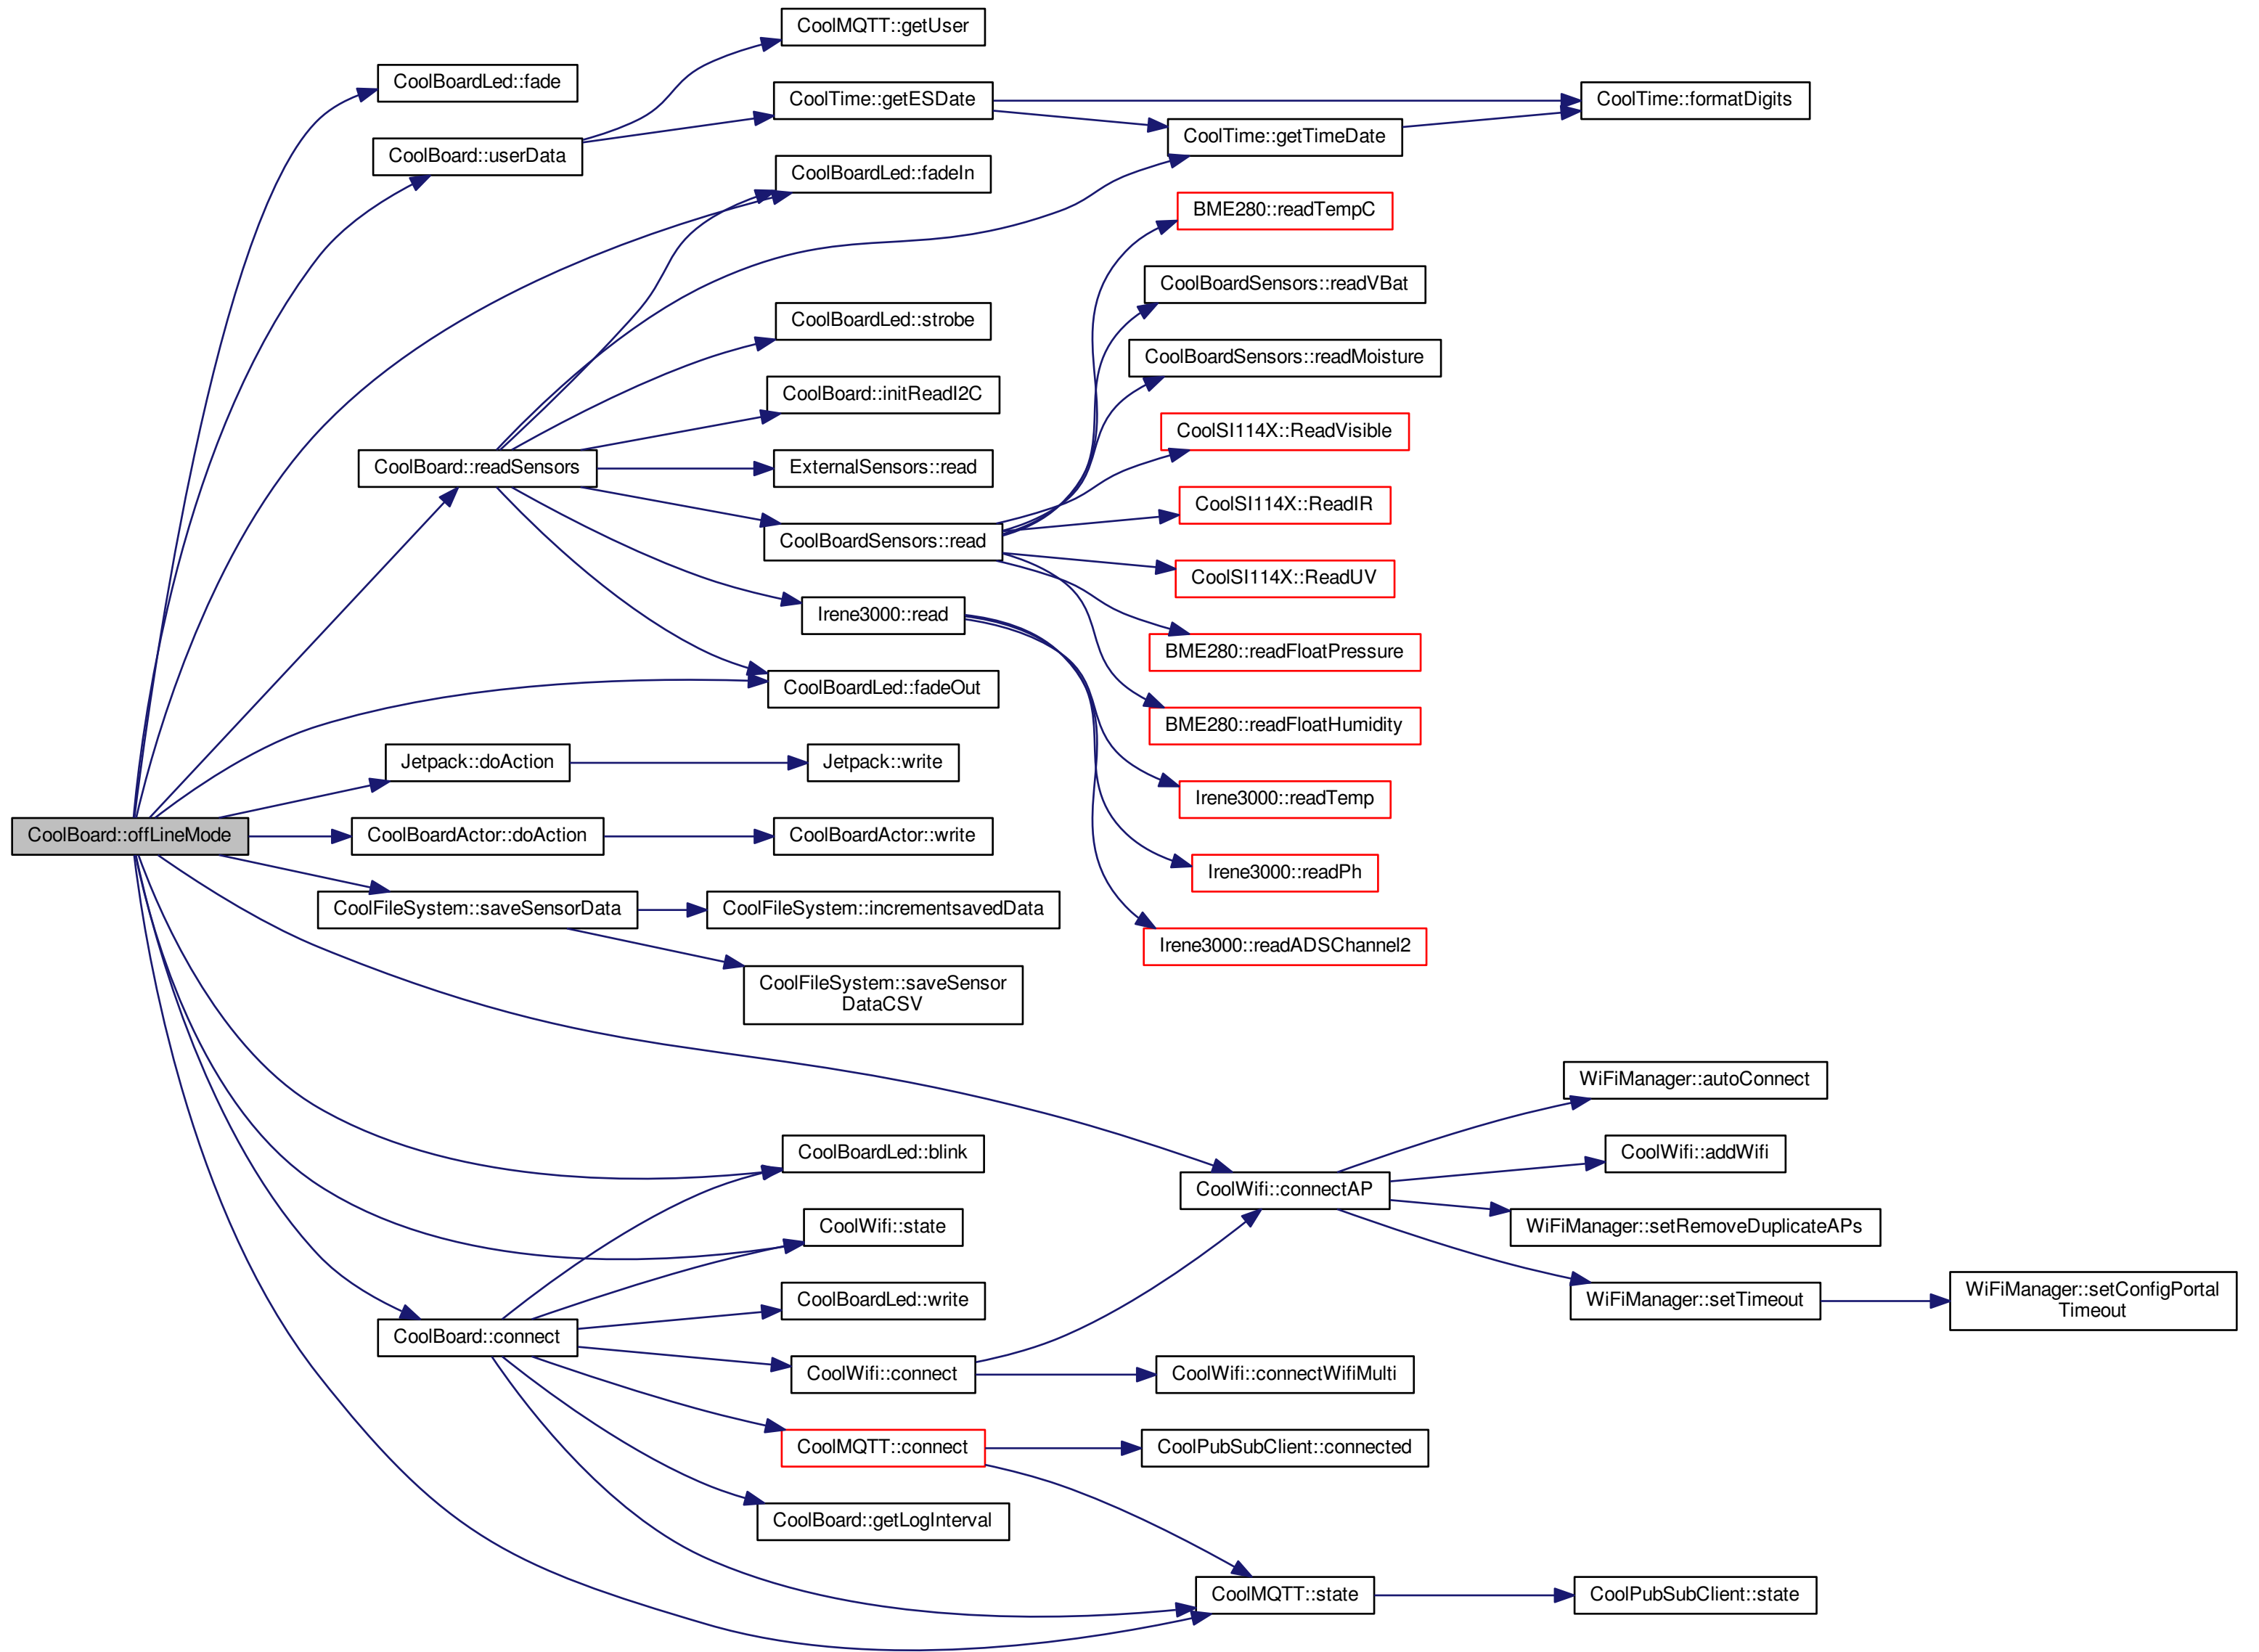 CoolMQTT::getUser
CoolBoardLed::fade
CoolTime::getESDate
CoolTime::formatDigits
CoolTime::getTimeDate
CoolBoard::userData
CoolBoardLed::fadeIn
BME280::readTempC
CoolBoardSensors::readVBat
CoolBoardLed::strobe
CoolBoardSensors::readMoisture
CoolBoard::initReadI2C
CoolSI114X::ReadVisible
CoolBoard::readSensors
ExternalSensors::read
CoolSI114X::ReadIR
CoolBoardSensors::read
CoolSI114X::ReadUV
Irene3000::read
BME280::readFloatPressure
CoolBoardLed::fadeOut
BME280::readFloatHumidity
Jetpack::doAction
Jetpack::write
Irene3000::readTemp
CoolBoard::offLineMode
CoolBoardActor::doAction
CoolBoardActor::write
Irene3000::readPh
CoolFileSystem::saveSensorData
CoolFileSystem::incrementsavedData
Irene3000::readADSChannel2
CoolFileSystem::saveSensor
DataCSV
WiFiManager::autoConnect
CoolBoardLed::blink
CoolWifi::addWifi
CoolWifi::connectAP
CoolWifi::state
WiFiManager::setRemoveDuplicateAPs
CoolBoardLed::write
WiFiManager::setTimeout
WiFiManager::setConfigPortal
Timeout
CoolBoard::connect
CoolWifi::connect
CoolWifi::connectWifiMulti
CoolMQTT::connect
CoolPubSubClient::connected
CoolBoard::getLogInterval
CoolMQTT::state
CoolPubSubClient::state